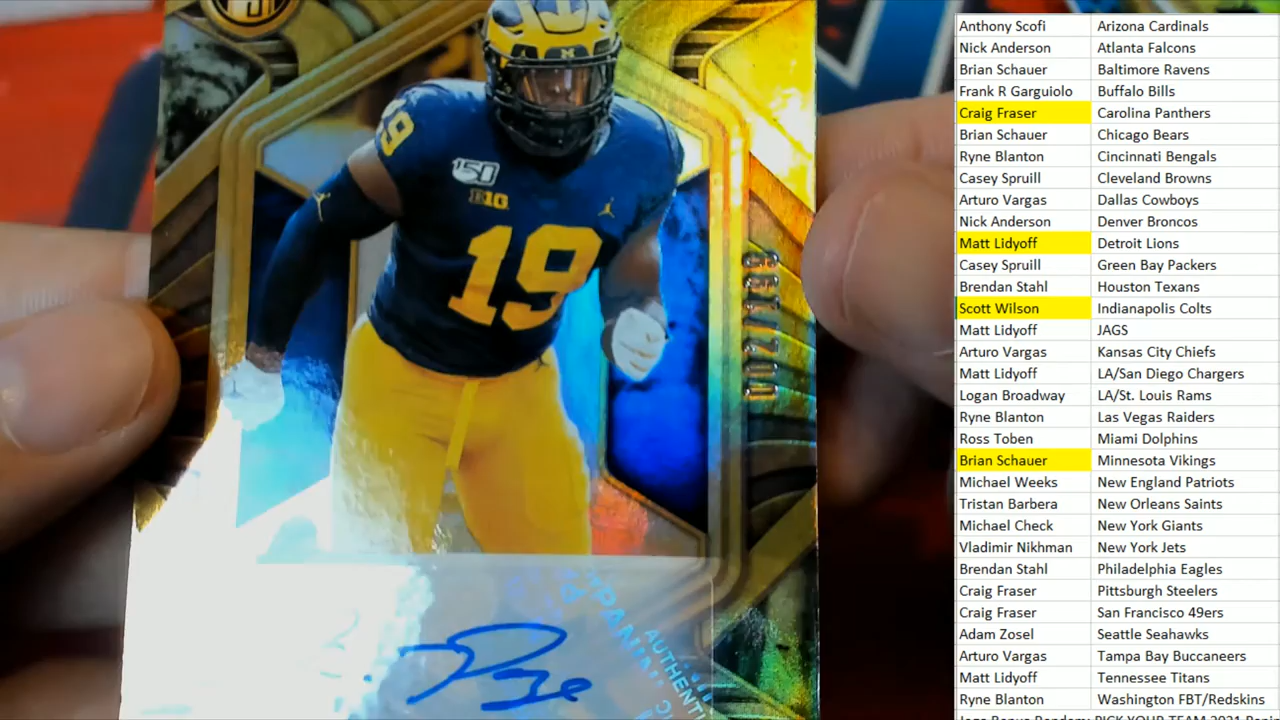 19
150
B1G
19
PANINI
AUTHENTI
Anthony Scofi Arizona Cardinals
Nick Anderson Atlanta Falcons
Brian Schauer Baltimore Ravens
Frank R Garguiolo Buffalo Bills
Craig Fraser Carolina Panthers
Brian Schauer Chicago Bears
Ryne Blanton Cincinnati Bengals
Casey Spruill Cleveland Browns
Arturo Vargas Dallas Cowboys
Nick Anderson Denver Broncos
Matt Lidyoff Detroit Lions
Casey Spruill Green Bay Packers
Brendan Stahl Houston Texans
Scott Wilson Indianapolis Colts
Matt Lidyoff JAGS
Arturo Vargas Kansas City Chiefs
Matt Lidyoff LA/San Diego Chargers
Logan Broadway LA/St. Louis Rams
Ryne Blanton Las Vegas Raiders
Ross Toben Miami Dolphins
Brian Schauer Minnesota Vikings
Michael Weeks New England Patriots
Tristan Barbera New Orleans Saints
Michael Check New York Giants
Vladimir Nikhman New York Jets
Brendan Stahl Philadelphia Eagles
Craig Fraser Pittsburgh Steelers
Craig Fraser San Francisco 49ers
Adam Zosel Seattle Seahawks
Arturo Vargas Tampa Bay Buccaneers
Matt Lidyoff Tennessee Titans
Ryne Blanton Washington FBT/Redskins